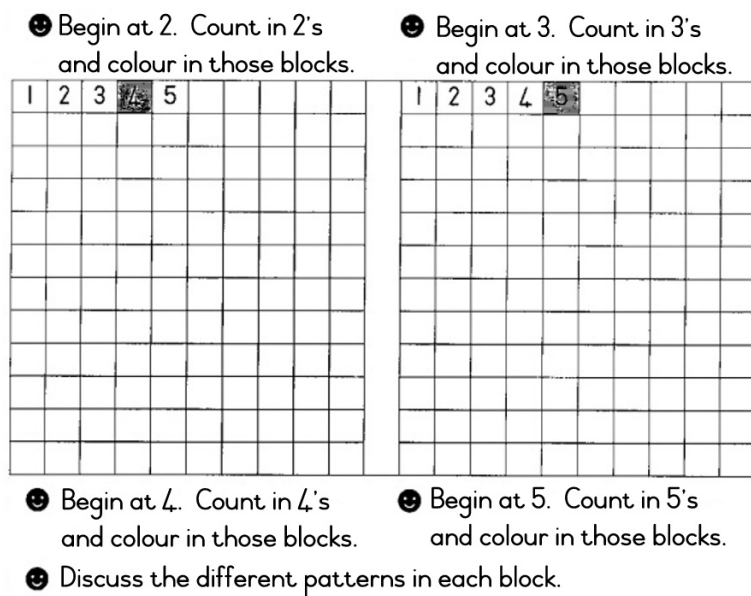 Begin at 2. Count in 2's
and colour in those blocks.
Begin at 3. Count in 3's
and colour in those blocks.
1 2 3 4 5
1 2 3 4 5
Begin at 4. Count in 4's
and colour in those blocks.
Begin at 5. Count in 5's
and colour in those blocks.
Discuss the different patterns in each block.